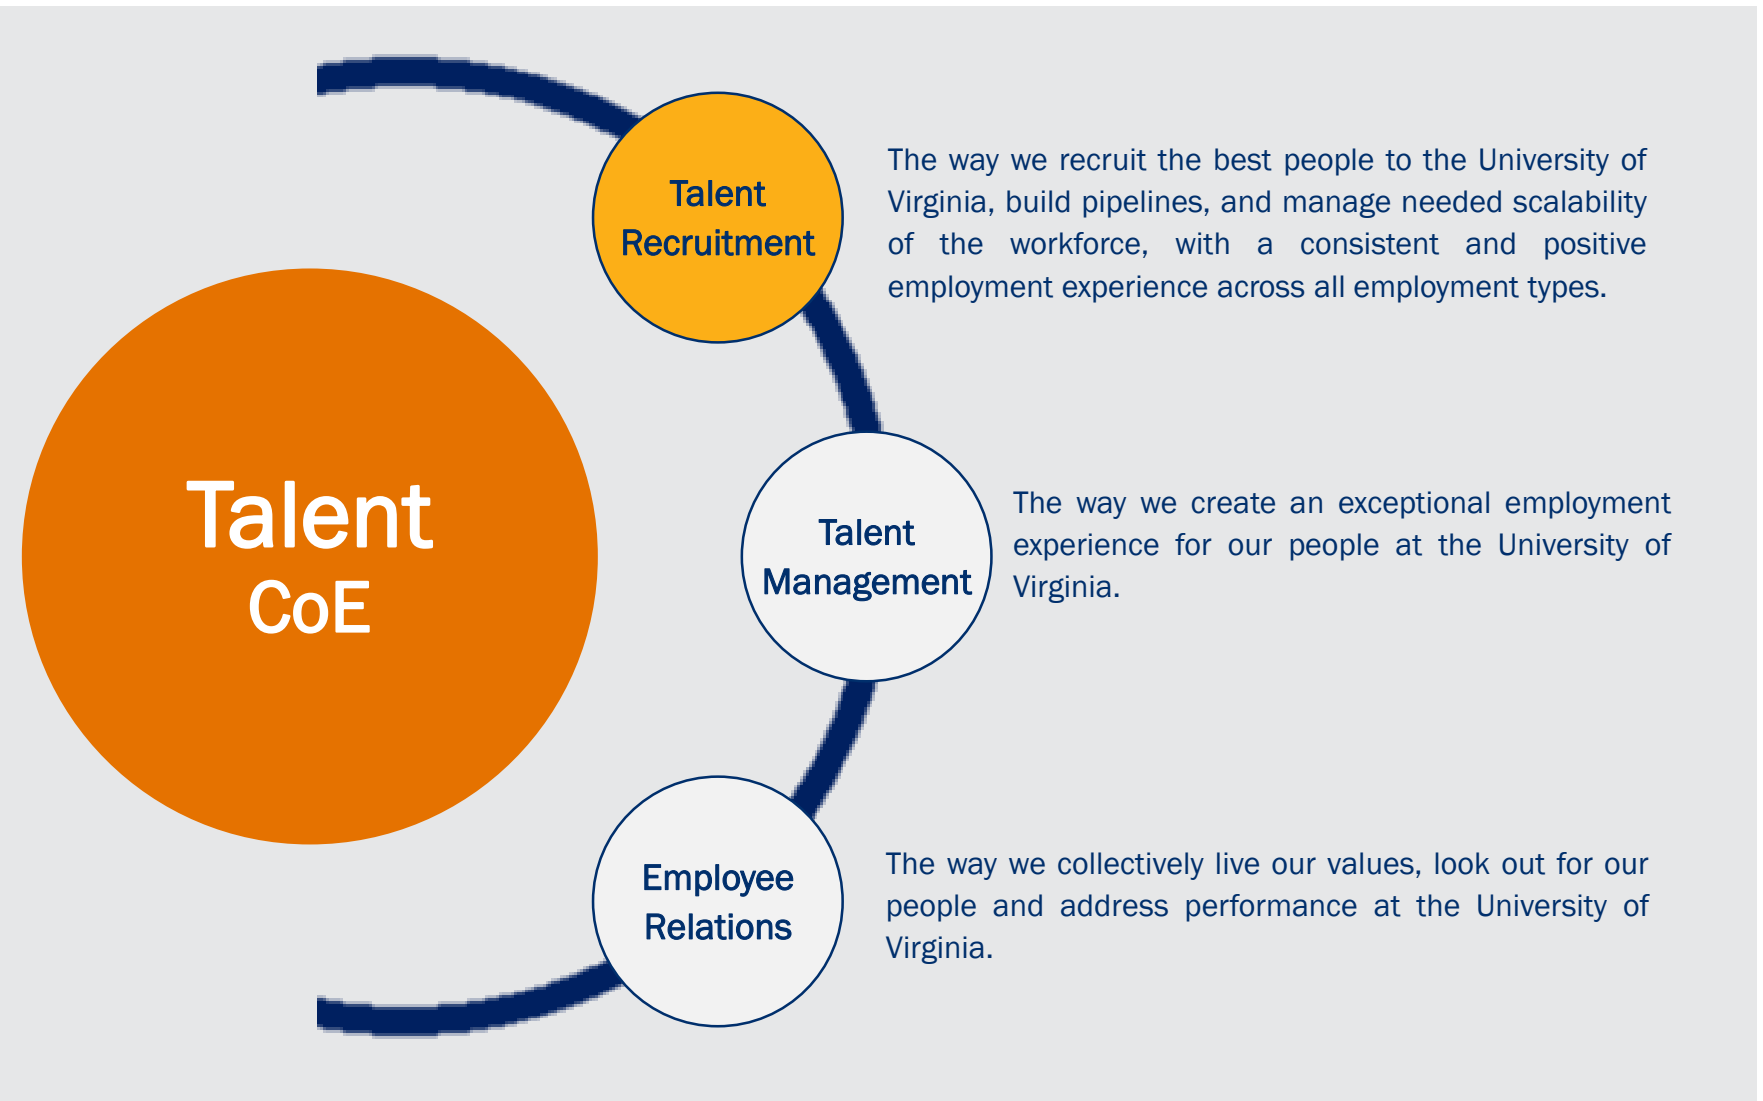 Talent
CoE
Talent
Recruitment
The way we recruit the best people to the University of
Virginia, build pipelines, and manage needed scalability
of the workforce, with a consistent and positive
employment experience across all employment types.
Talent
Management
The way we create an exceptional employment
experience for our people at the University of
Virginia.
Employee
Relations
The way we collectively live our values, look out for our
people and address performance at the University of
Virginia.